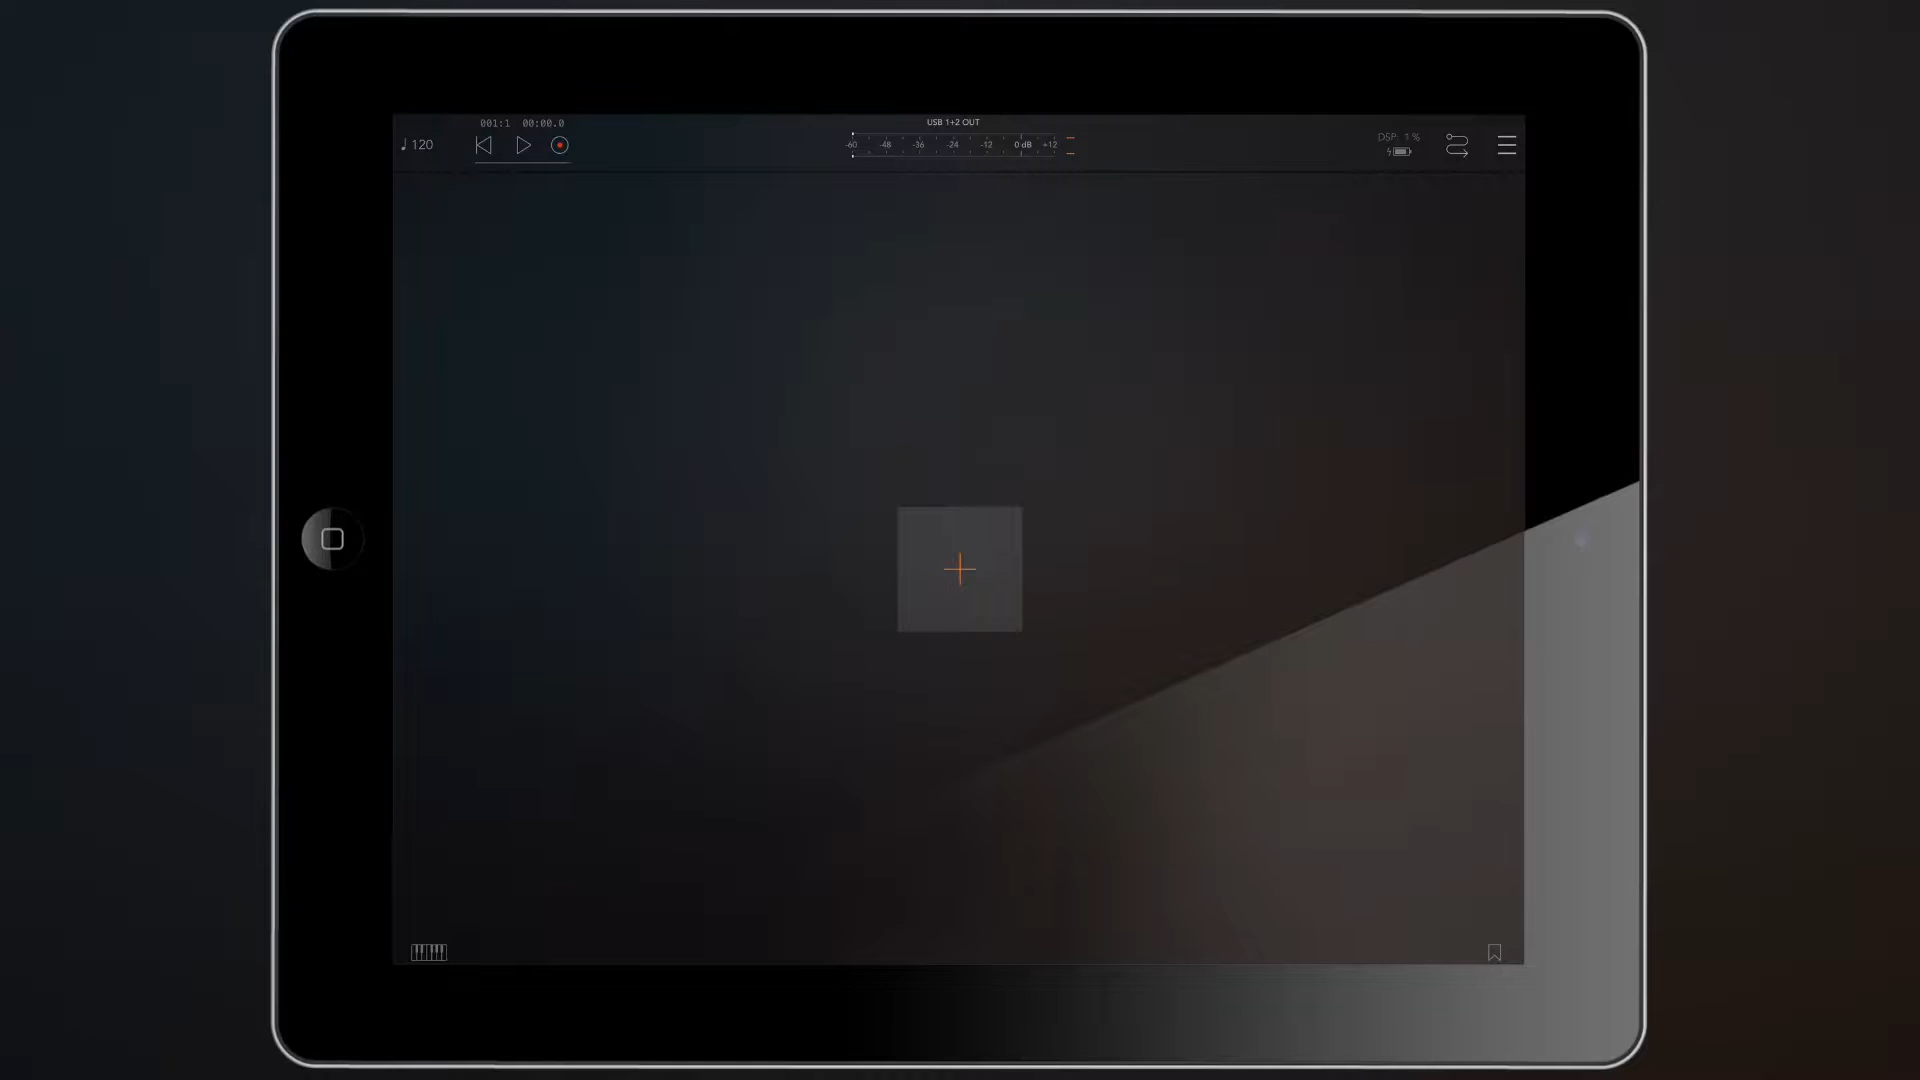 001:1 00:00.0
♩ 120
USB 1+2 OUT
-60 -48 -36 -24 -12 0 dB +12
DSP: 1 %